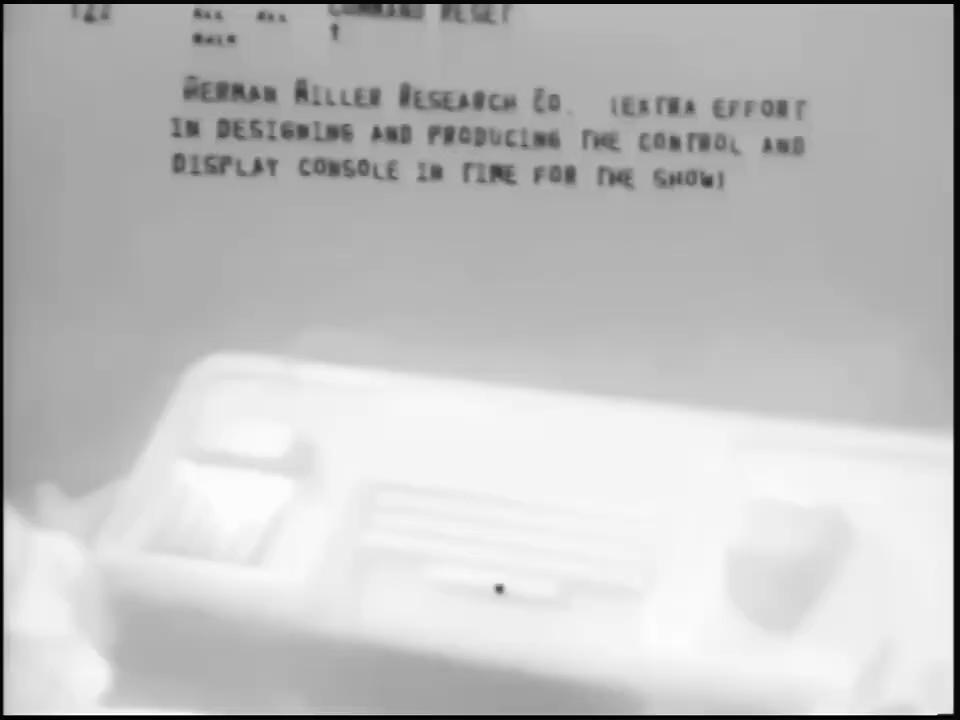 COMMAND RESET
HERMAN MILLER RESEARCH CO. (EXTRA EFFORT
IN DESIGNING AND PRODUCING THE CONTROL AND
DISPLAY CONSOLE IN TIME FOR THE SHOW)